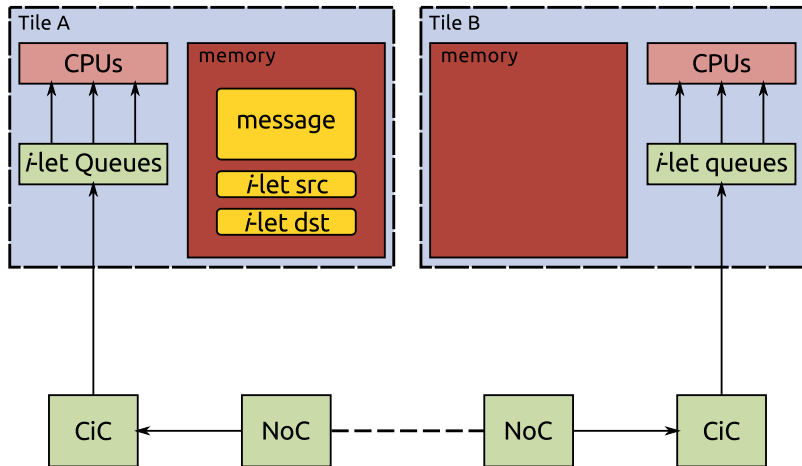 Tile A
CPUs
memory
message
i-let Queues
i-let src
i-let dst
Tile B
memory
CPUs
i-let queues
CiC
NoC
NoC
CiC